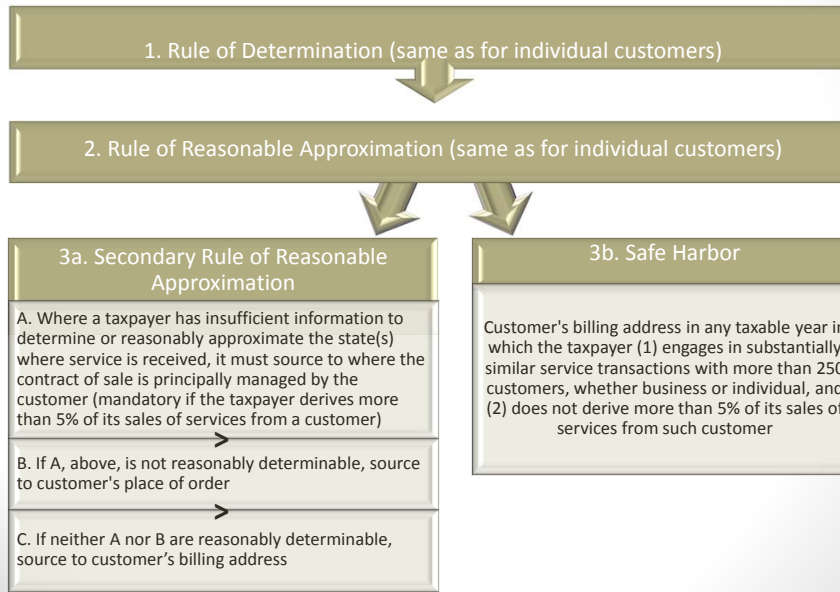 1. Rule of Determination (same as for individual customers)
2. Rule of Reasonable Approximation (same as for individual customers)
3a. Secondary Rule of Reasonable
Approximation
A. Where a taxpayer has insufficient information to
determine or reasonably approximate the state(s)
where service is received, it must source to where the
contract of sale is principally managed by the
customer (mandatory if the taxpayer derives more
than 5% of its sales of services from a customer)
>
B. If A, above, is not reasonably determinable, source
to customer's place of order
>
C. If neither A nor B are reasonably determinable,
source to customer’s billing address
3b. Safe Harbor
Customer's billing address in any taxable year in
which the taxpayer (1) engages in substantially
similar service transactions with more than 250
customers, whether business or individual, and
(2) does not derive more than 5% of its sales of
services from such customer